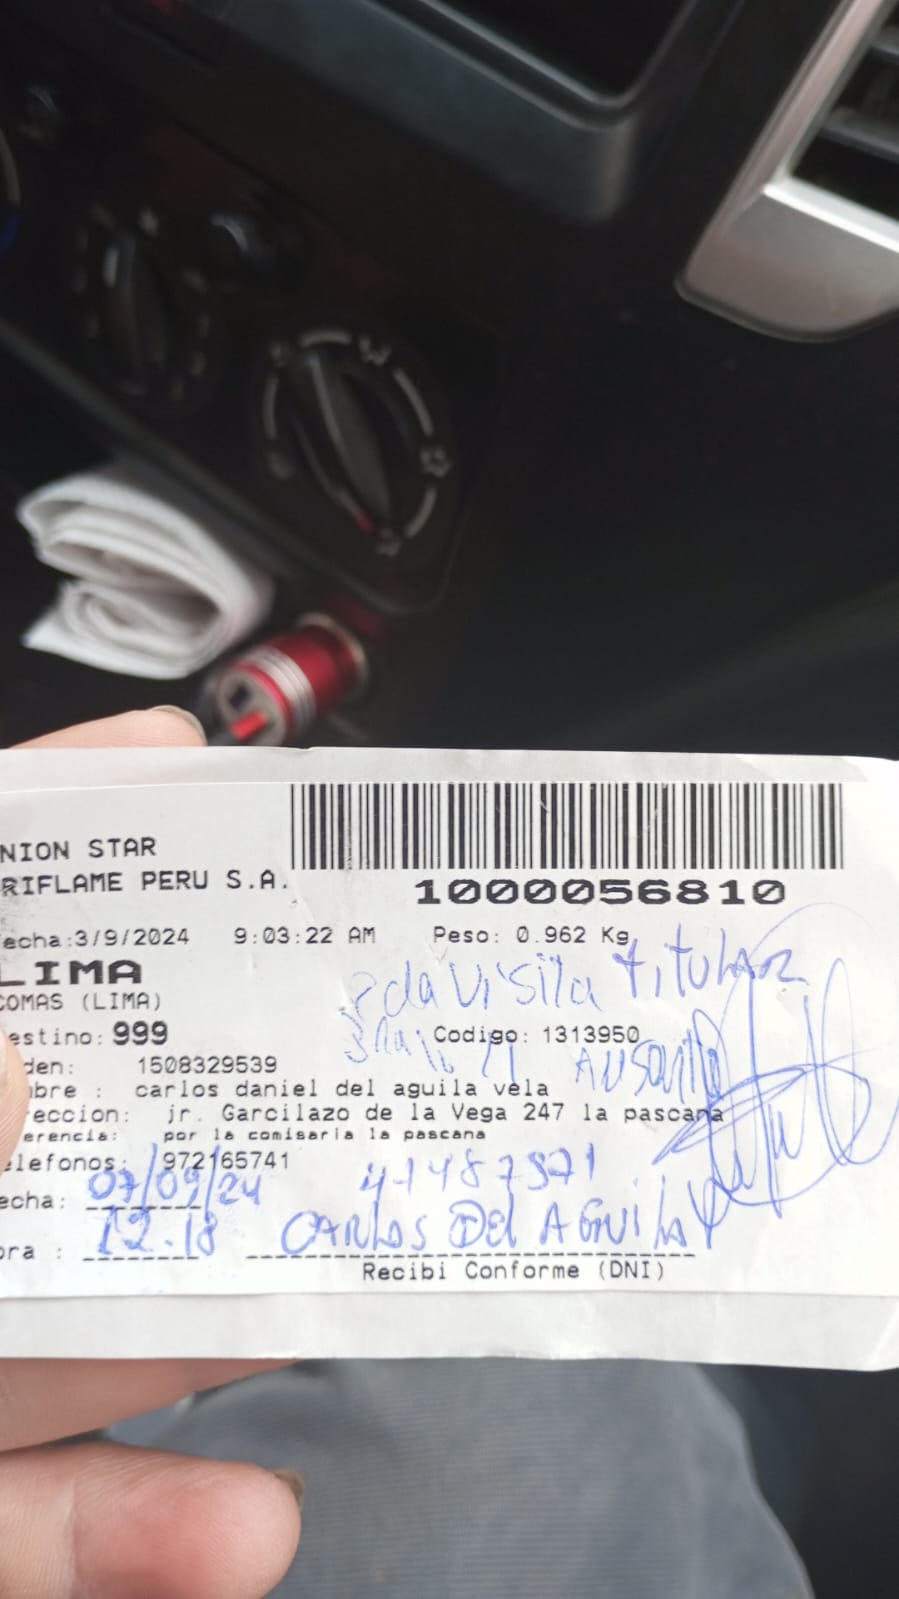 NION STAR
RIFLAME PERU S.A.
1000056810
echa:3/9/2024 9:03:22 AM Peso: 0.962 Kg
LIMA
COMAS (LIMA)
2da Visita titular
Ausente
estino: 999 Codigo: 1313950
den: 1508329539
mbre : carlos daniel del aguila vela
reccion: jr. Garcilazo de la Vega 247 la pascana
erencia: por la comisaria la pascana
elefonos: 972165741
echa: 07/09/24
ora : 12.18 CARLOS Del AGUILA
Recibi Conforme (DNI)